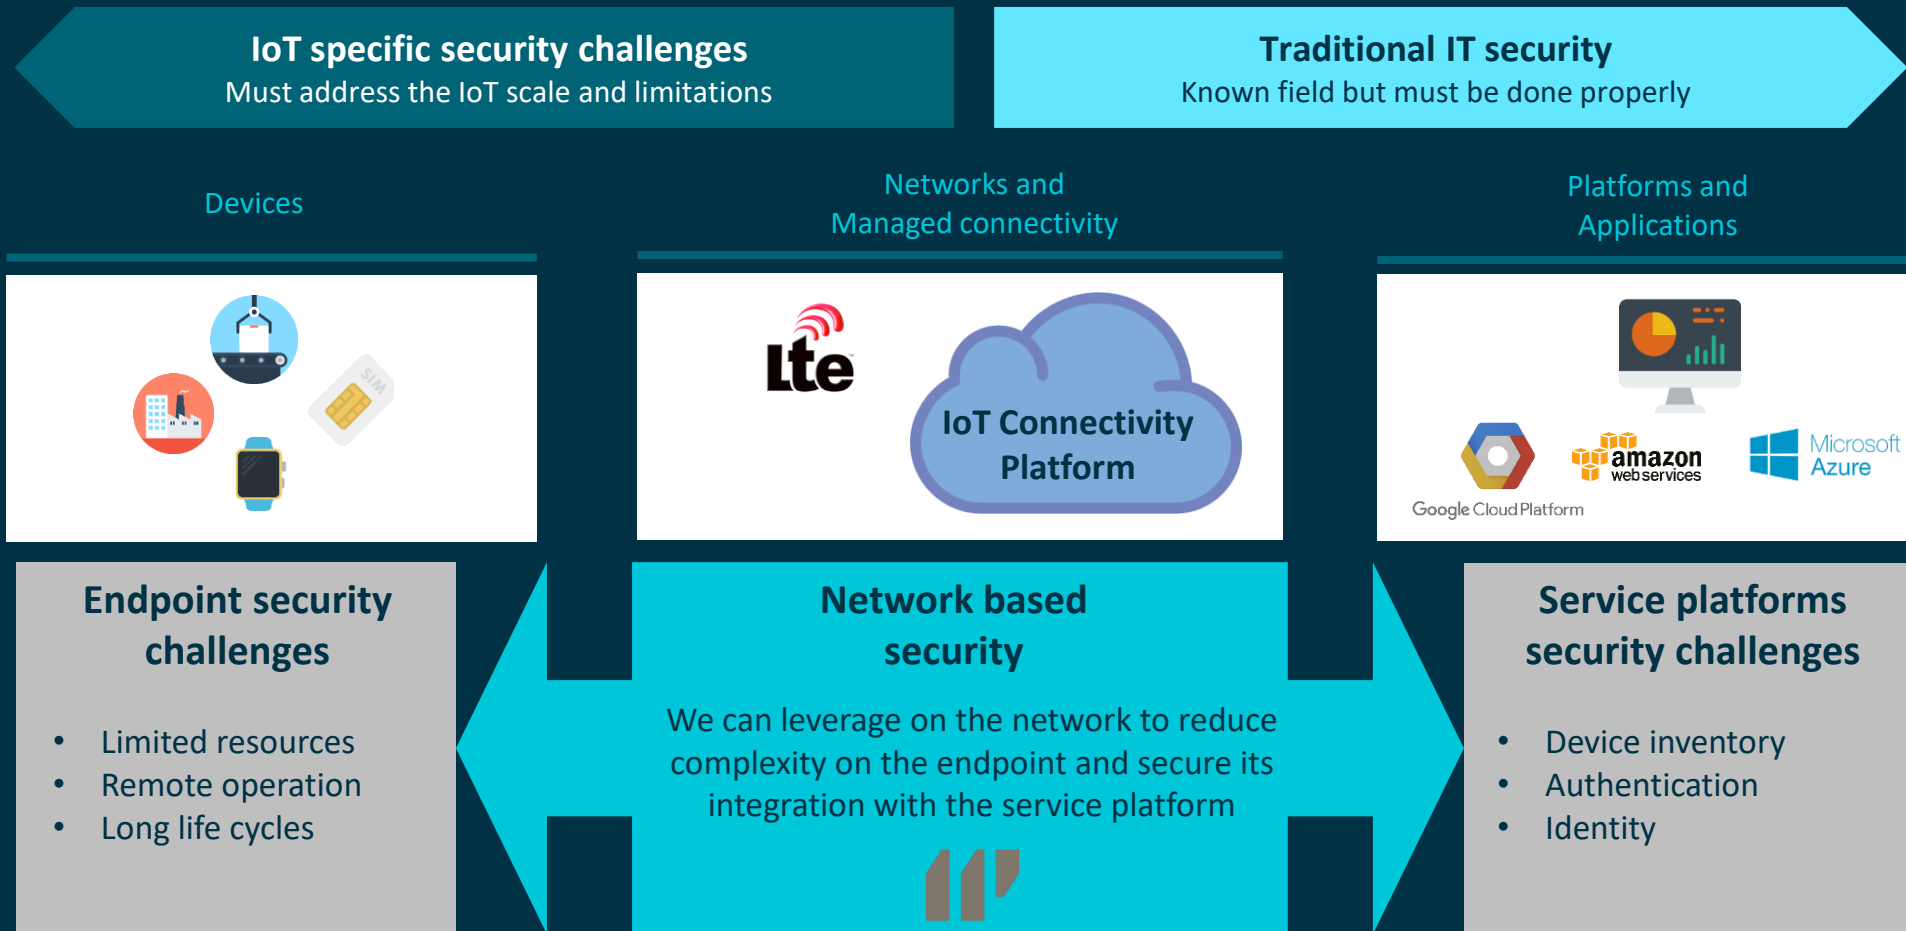 IoT specific security challenges
Must address the IoT scale and limitations
Traditional IT security
Known field but must be done properly
Devices
Networks and
Managed connectivity
Platforms and
Applications
SIM
Lte
IoT Connectivity
Platform
Google Cloud Platform
amazon
web services
Microsoft
Azure
Endpoint security
challenges
• Limited resources
• Remote operation
• Long life cycles
Network based
security
We can leverage on the network to reduce
complexity on the endpoint and secure its
integration with the service platform
Service platforms
security challenges
• Device inventory
• Authentication
• Identity